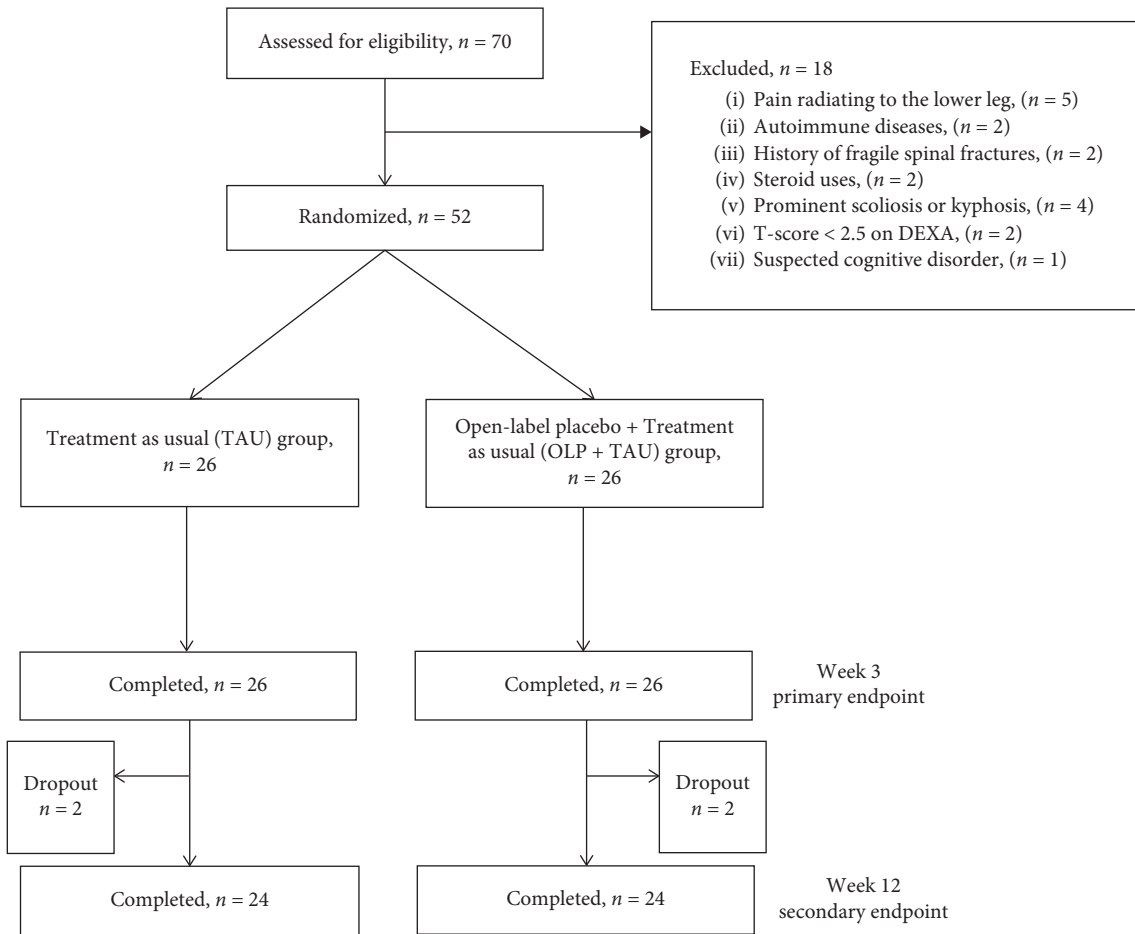 Assessed for eligibility, n = 70
Excluded, n = 18
(i) Pain radiating to the lower leg, (n = 5)
(ii) Autoimmune diseases, (n = 2)
(iii) History of fragile spinal fractures, (n = 2)
(iv) Steroid uses, (n = 2)
(v) Prominent scoliosis or kyphosis, (n = 4)
(vi) T-score < 2.5 on DEXA, (n = 2)
(vii) Suspected cognitive disorder, (n = 1)
Randomized, n = 52
Treatment as usual (TAU) group,
n = 26
Open-label placebo + Treatment
as usual (OLP + TAU) group,
n = 26
Completed, n = 26
Completed, n = 26
Week 3
primary endpoint
Dropout
n = 2
Dropout
n = 2
Completed, n = 24
Completed, n = 24
Week 12
secondary endpoint